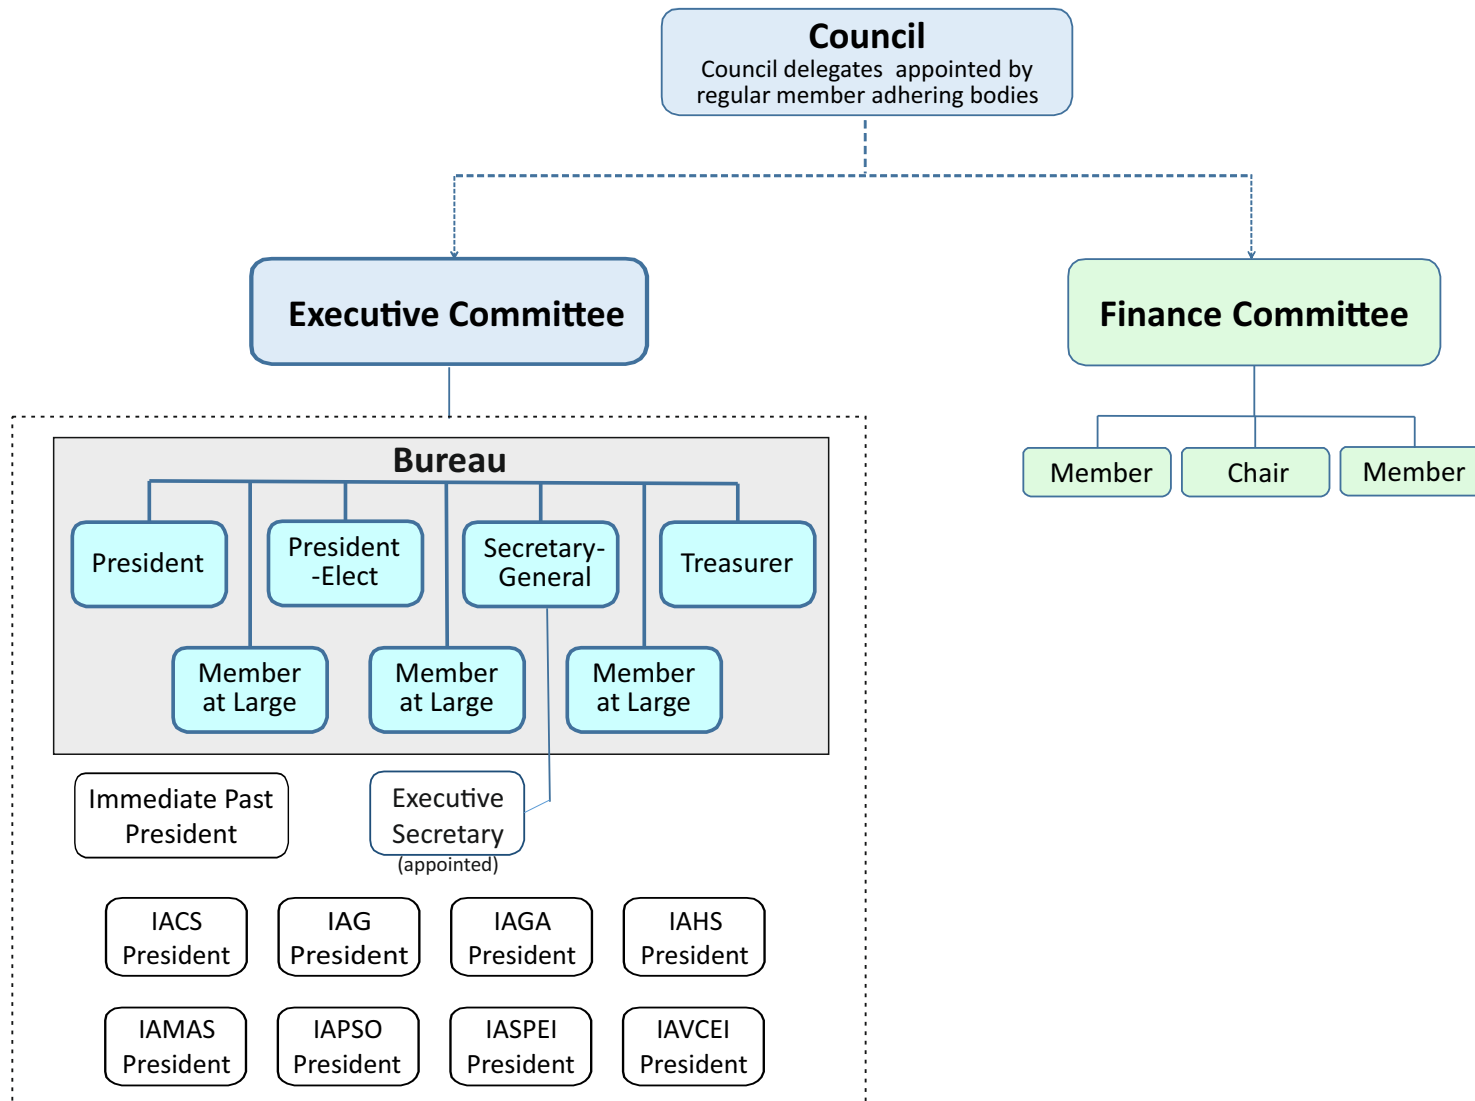 Council
Council delegates appointed by
regular member adhering bodies
Executive Committee
Finance Committee
Member
Chair
Member
Bureau
President
President
-Elect
Secretary-
General
Treasurer
Member
at Large
Member
at Large
Member
at Large
Immediate Past
President
Executive
Secretary
(appointed)
IACS
President
IAG
President
IAGA
President
IAHS
President
IAMAS
President
IAPSO
President
IASPEI
President
IAVCEI
President